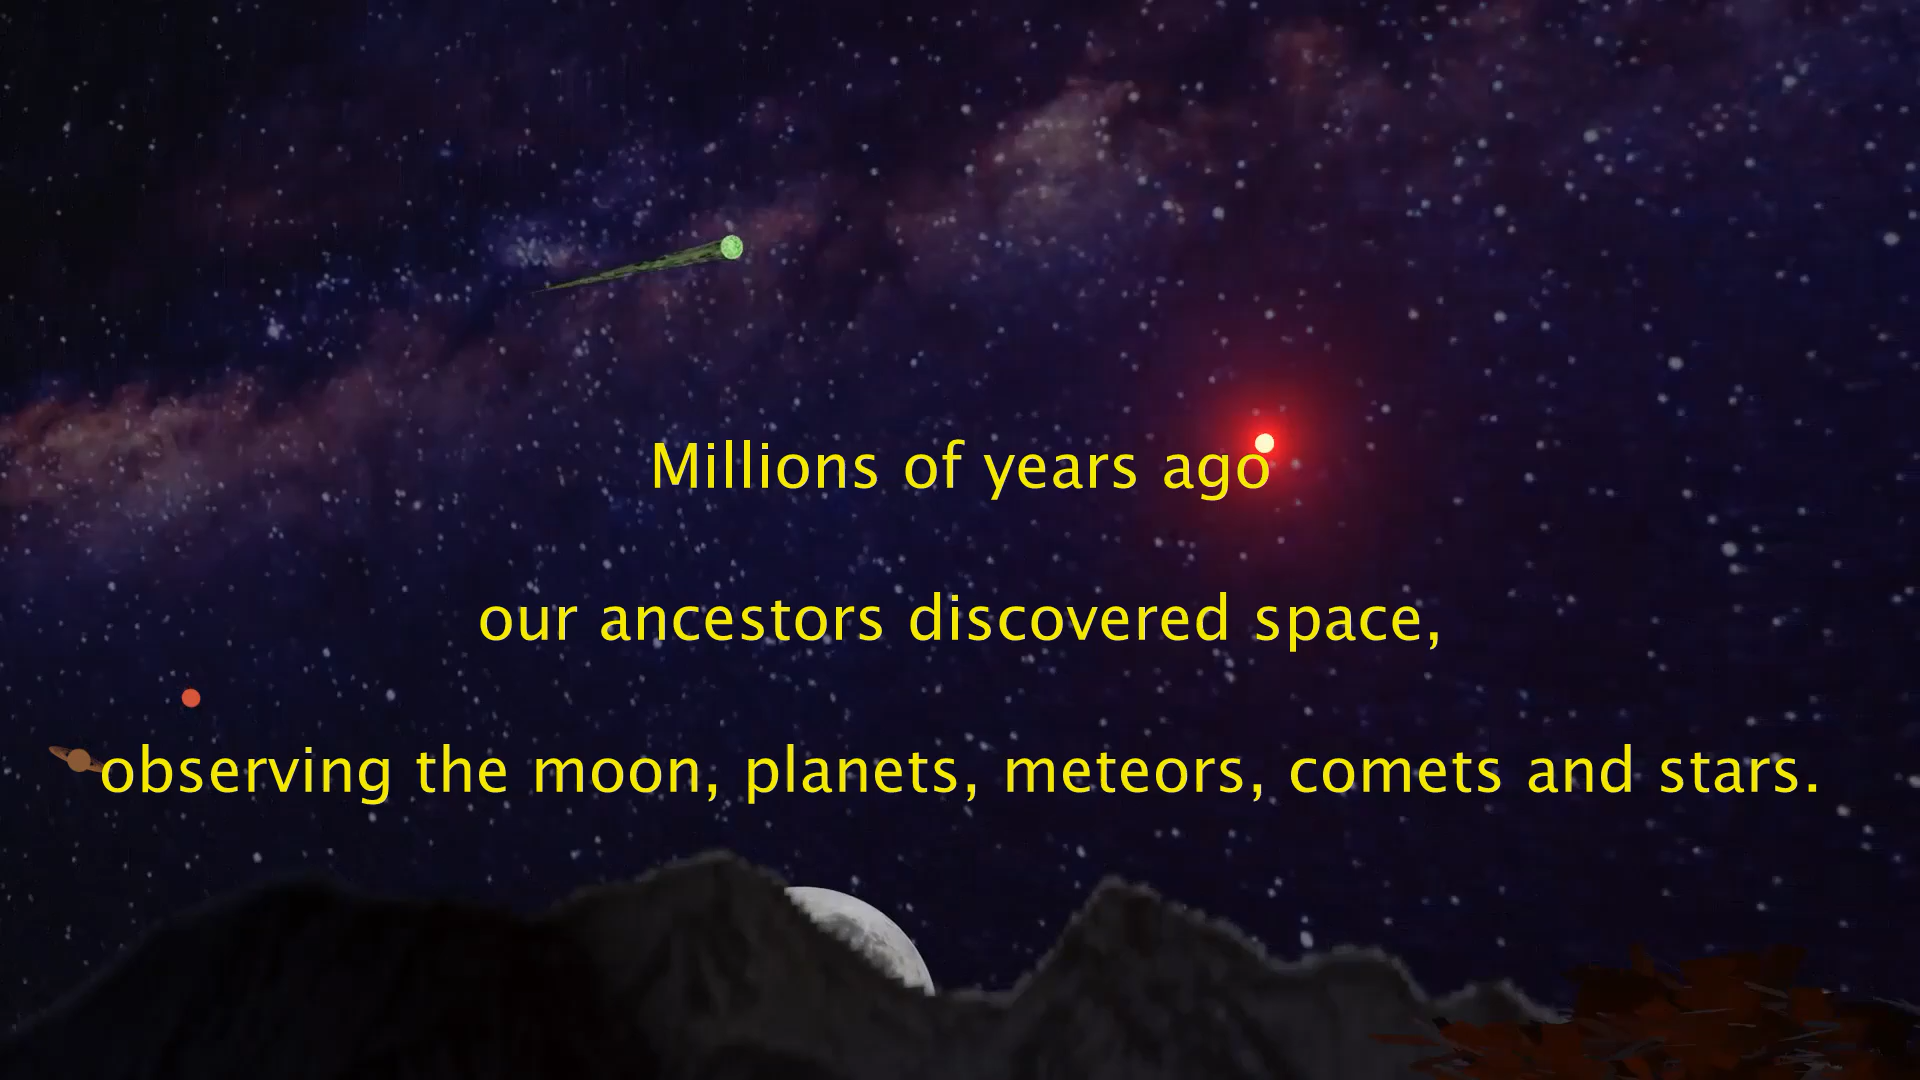 Millions of years ago
our ancestors discovered space,
observing the moon, planets, meteors, comets and stars.